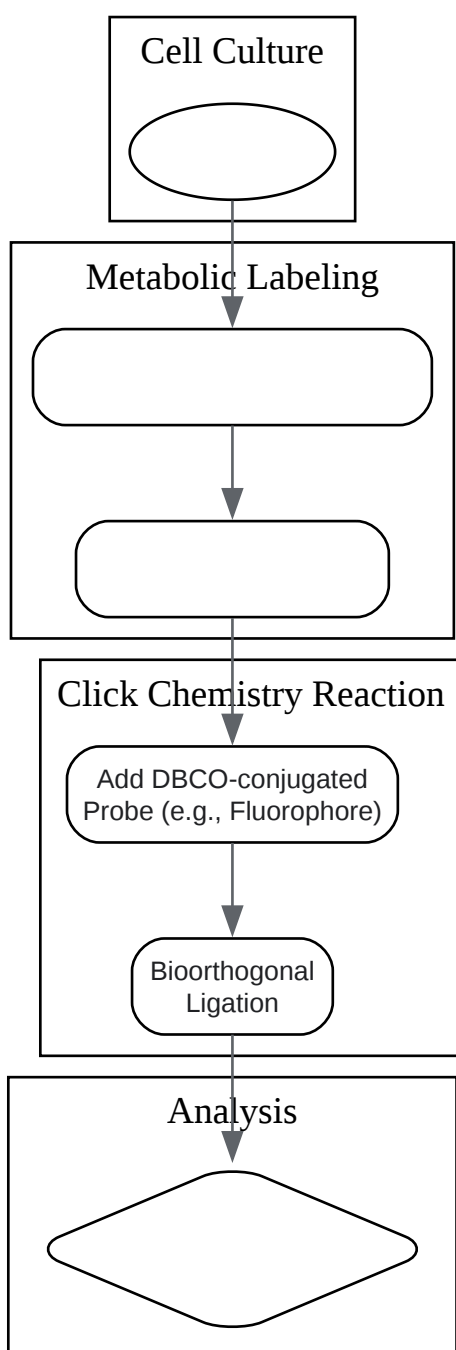 Cell Culture
Metabolic Labeling
Click Chemistry Reaction
Add DBCO-conjugated
Probe (e.g., Fluorophore)
Bioorthogonal
Ligation
Analysis